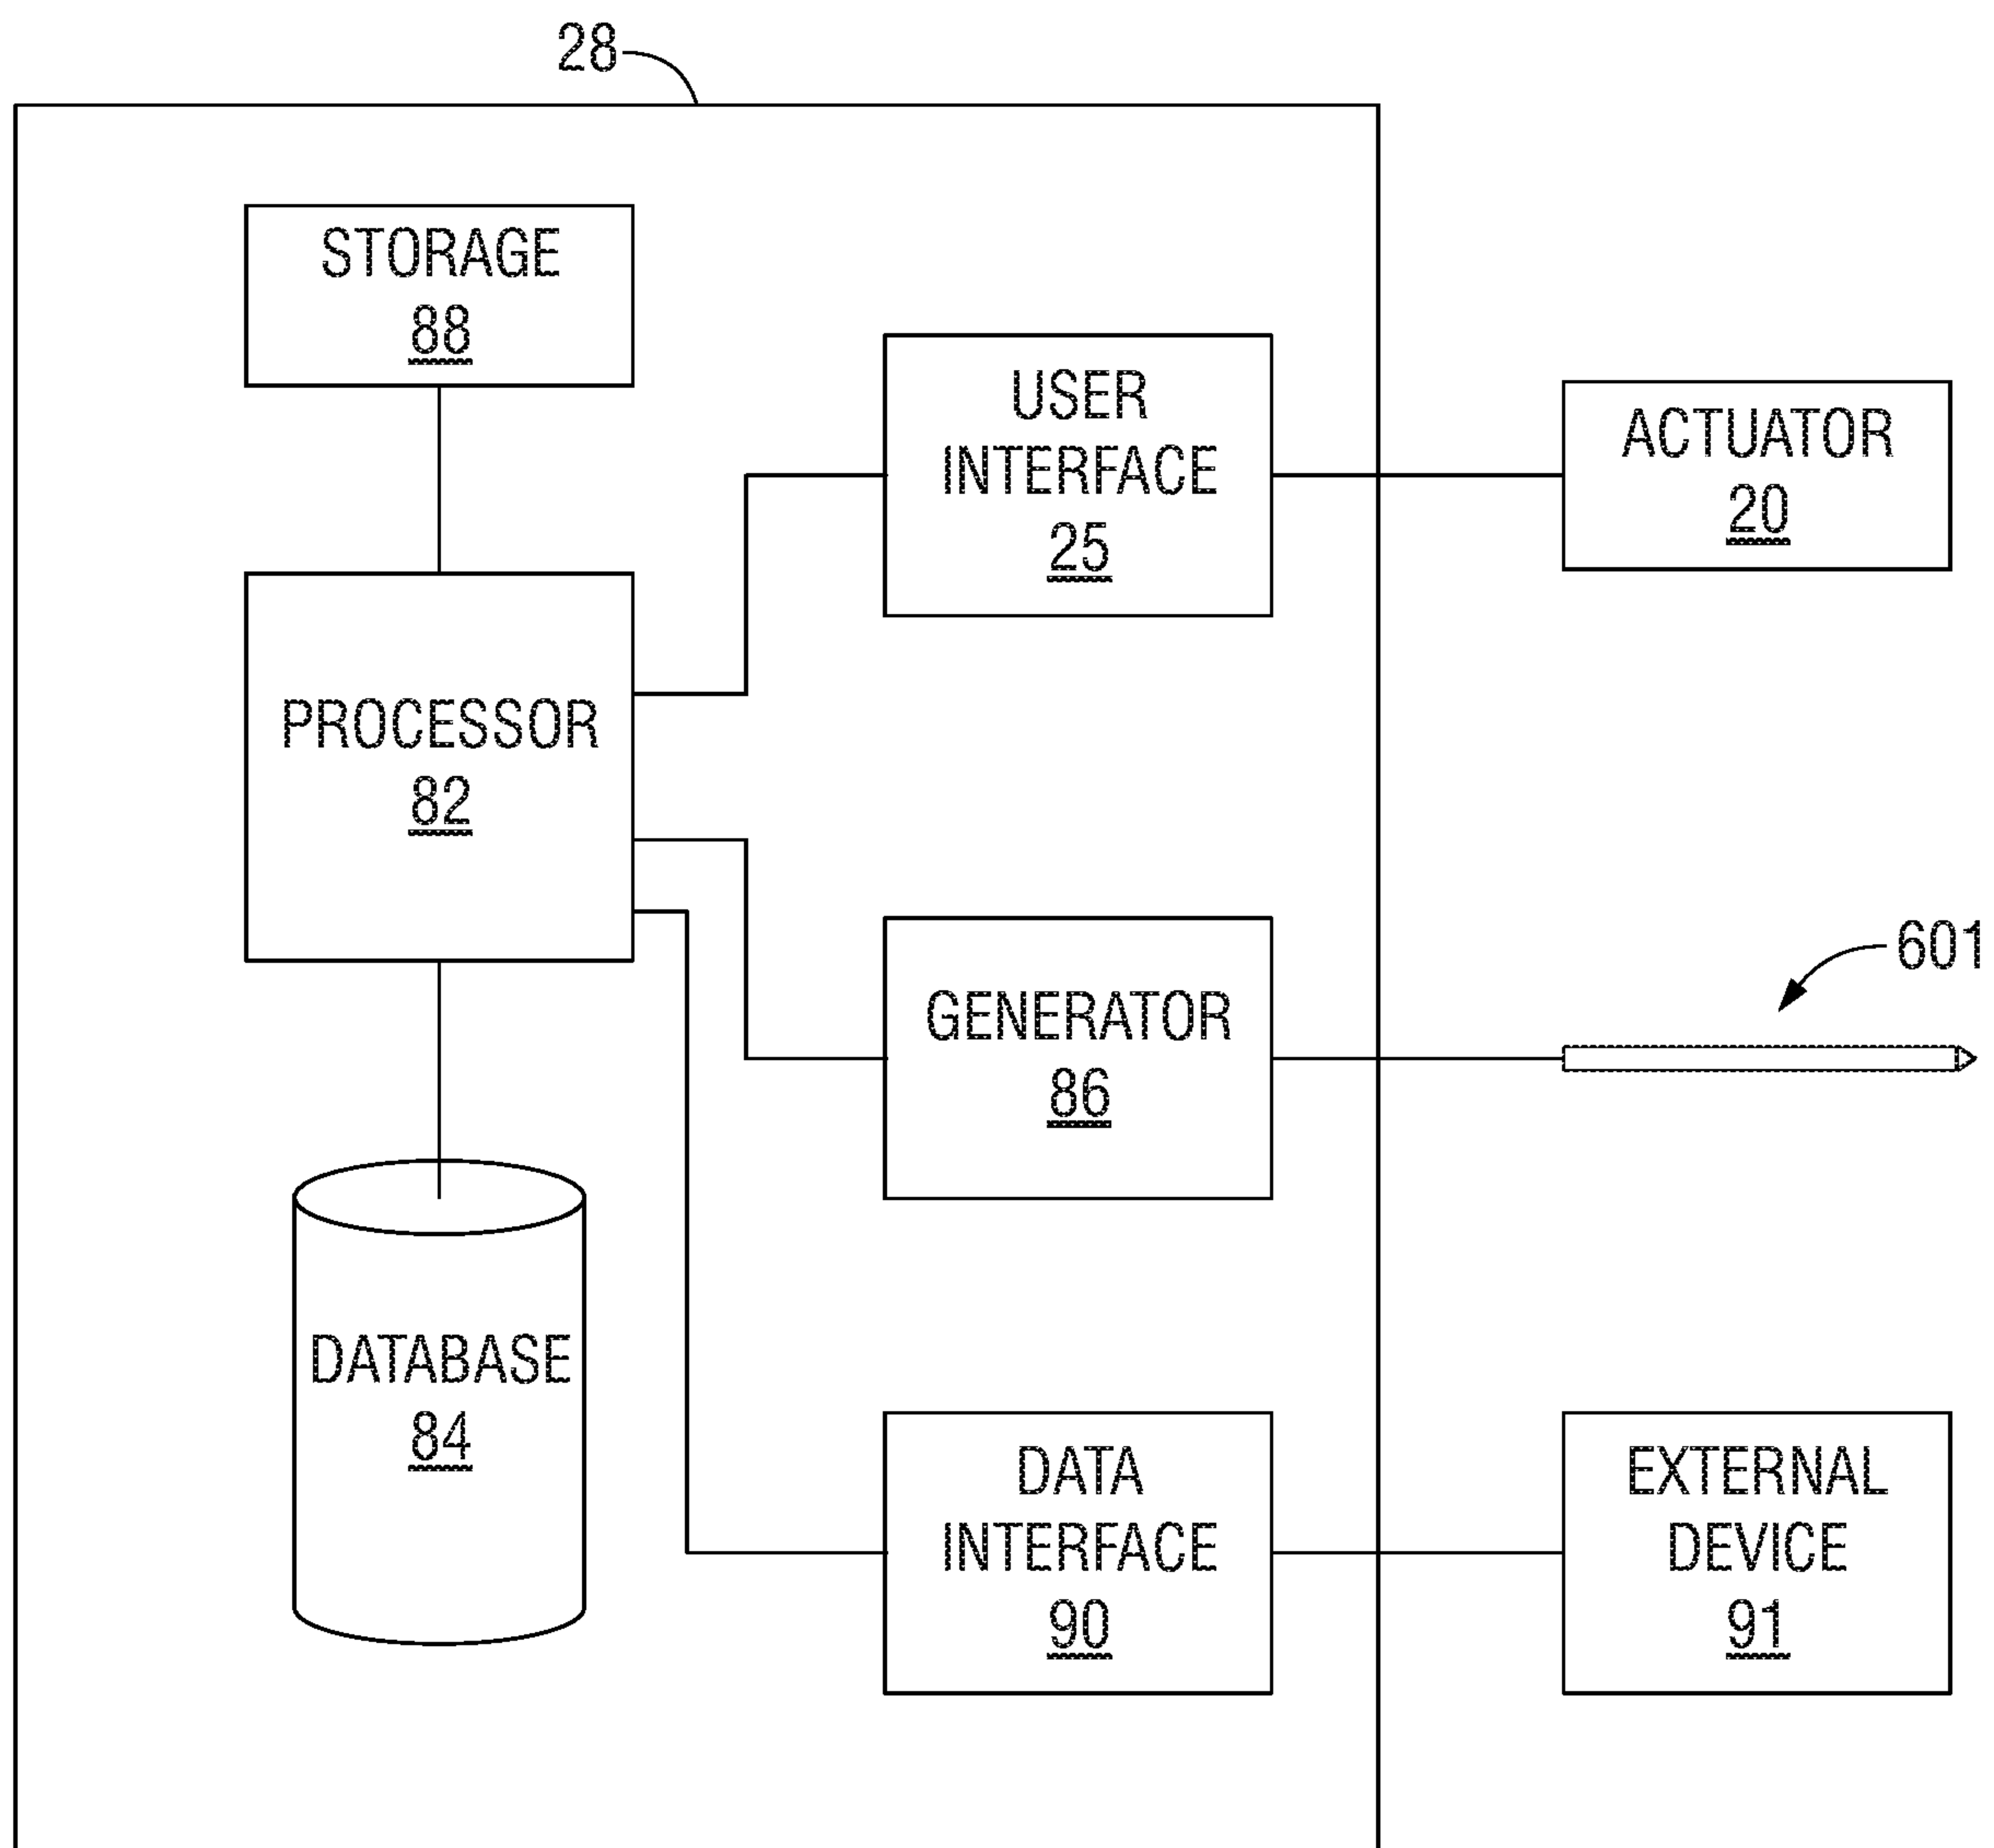 28
STORAGE
88
USER
INTERFACE
25
ACTUATOR
20
PROCESSOR
82
601
GENERATOR
86
DATABASE
84
DATA
INTERFACE
90
EXTERNAL
DEVICE
91